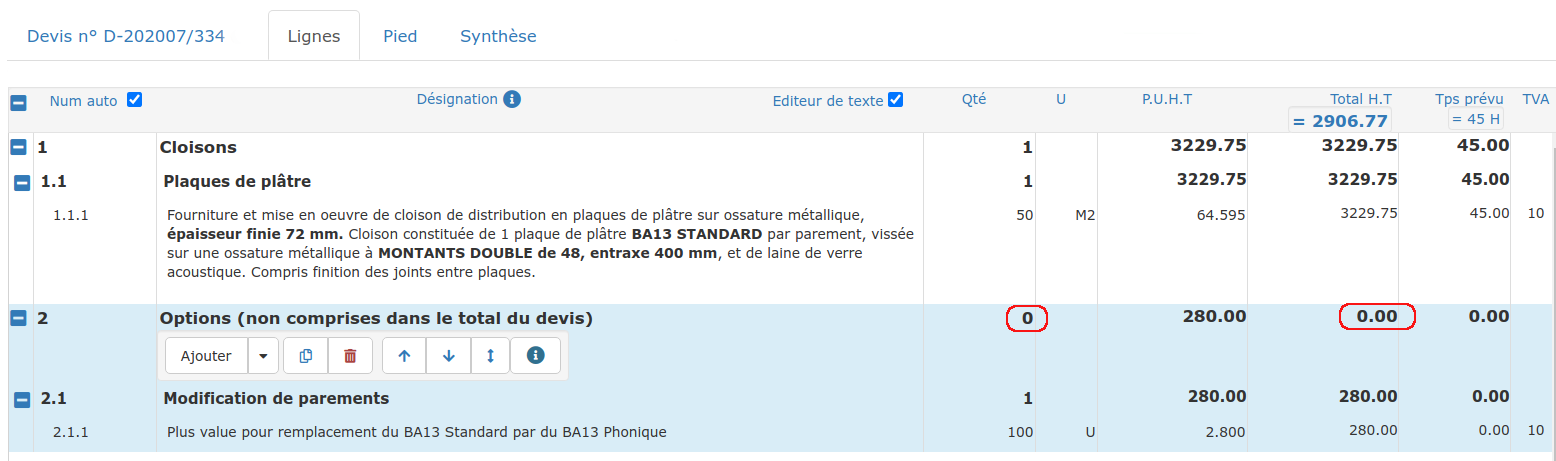 Devis n° D-202007/334 Lignes Pied Synthèse
Num auto Désignation Editeur de texte Qté U P.U.H.T Total H.T Tps prévu TVA
= 2906.77 = 45 H
1 Cloisons 1 3229.75 3229.75 45.00
1.1 Plaques de plâtre 1 3229.75 3229.75 45.00
1.1.1 Fourniture et mise en oeuvre de cloison de distribution en plaques de plâtre sur ossature métallique, 50 M2 64.595 3229.75 45.00 10
épaisseur finie 72 mm. Cloison constituée de 1 plaque de plâtre BA13 STANDARD par parement, vissée
sur une ossature métallique à MONTANTS DOUBLE de 48, entraxe 400 mm, et de laine de verre
acoustique. Compris finition des joints entre plaques.
2 Options (non comprises dans le total du devis) 0 280.00 0.00 0.00
Ajouter
2.1 Modification de parements 1 280.00 280.00 0.00
2.1.1 Plus value pour remplacement du BA13 Standard par du BA13 Phonique 100 U 2.800 280.00 0.00 10